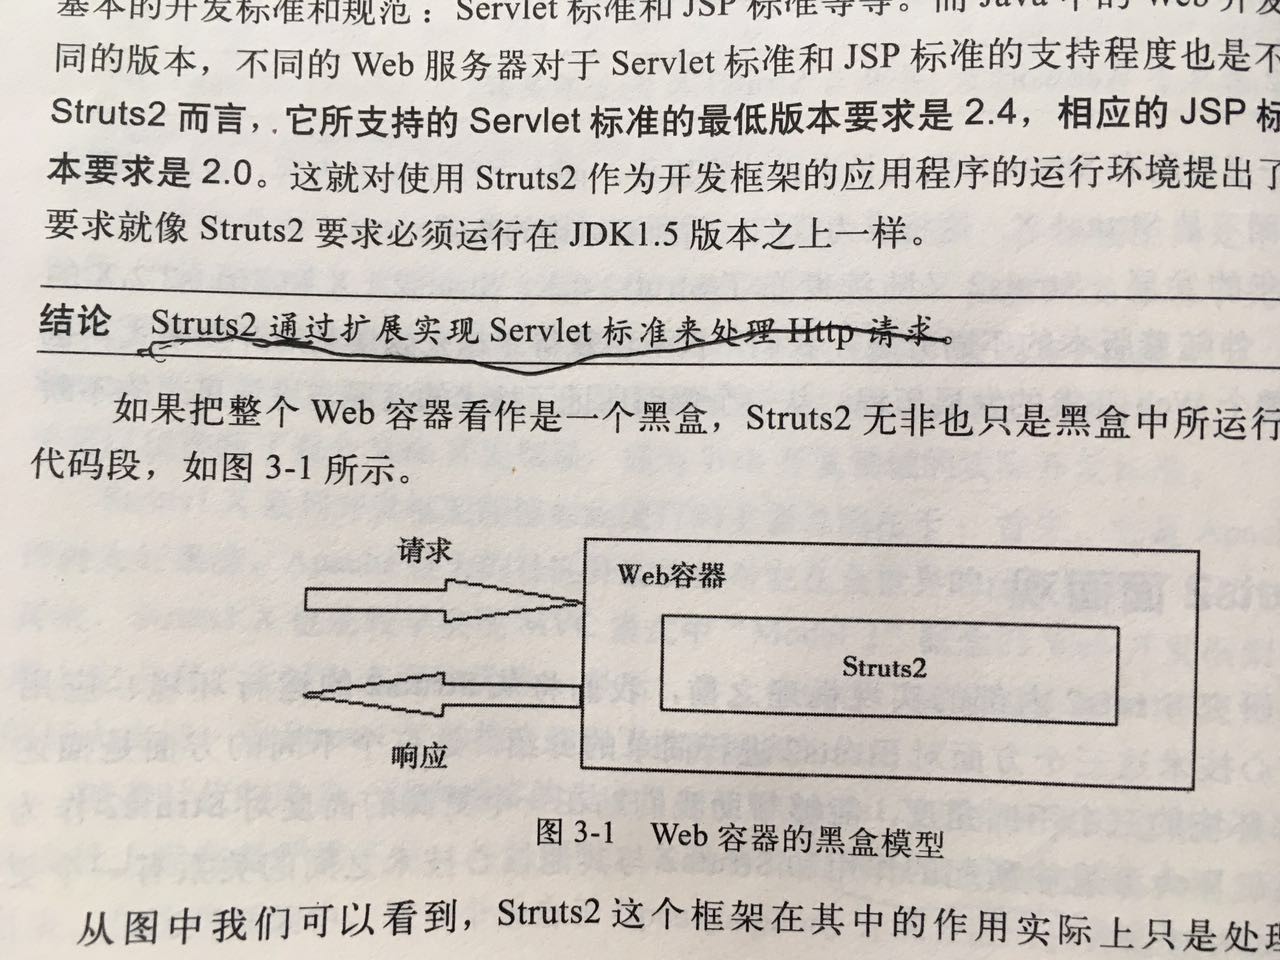 基本的开发标准和规范：Servlet 标准和 JSP 标准等等。而 Java 中的 Web 开发
同的版本，不同的 Web 服务器对于 Servlet 标准和 JSP 标准的支持程度也是不
Struts2 而言，它所支持的 Servlet 标准的最低版本要求是 2.4，相应的 JSP 标
本要求是 2.0。这就对使用 Struts2 作为开发框架的应用程序的运行环境提出了
要求就像 Struts2 要求必须运行在 JDK1.5 版本之上一样。
结论 Struts2 通过扩展实现 Servlet 标准来处理 Http 请求。
如果把整个 Web 容器看作是一个黑盒，Struts2 无非也只是黑盒中所运行
代码段，如图 3-1 所示。
请求
Web容器
Struts2
响应
图 3-1 Web 容器的黑盒模型
从图中我们可以看到，Struts2 这个框架在其中的作用实际上只是处理